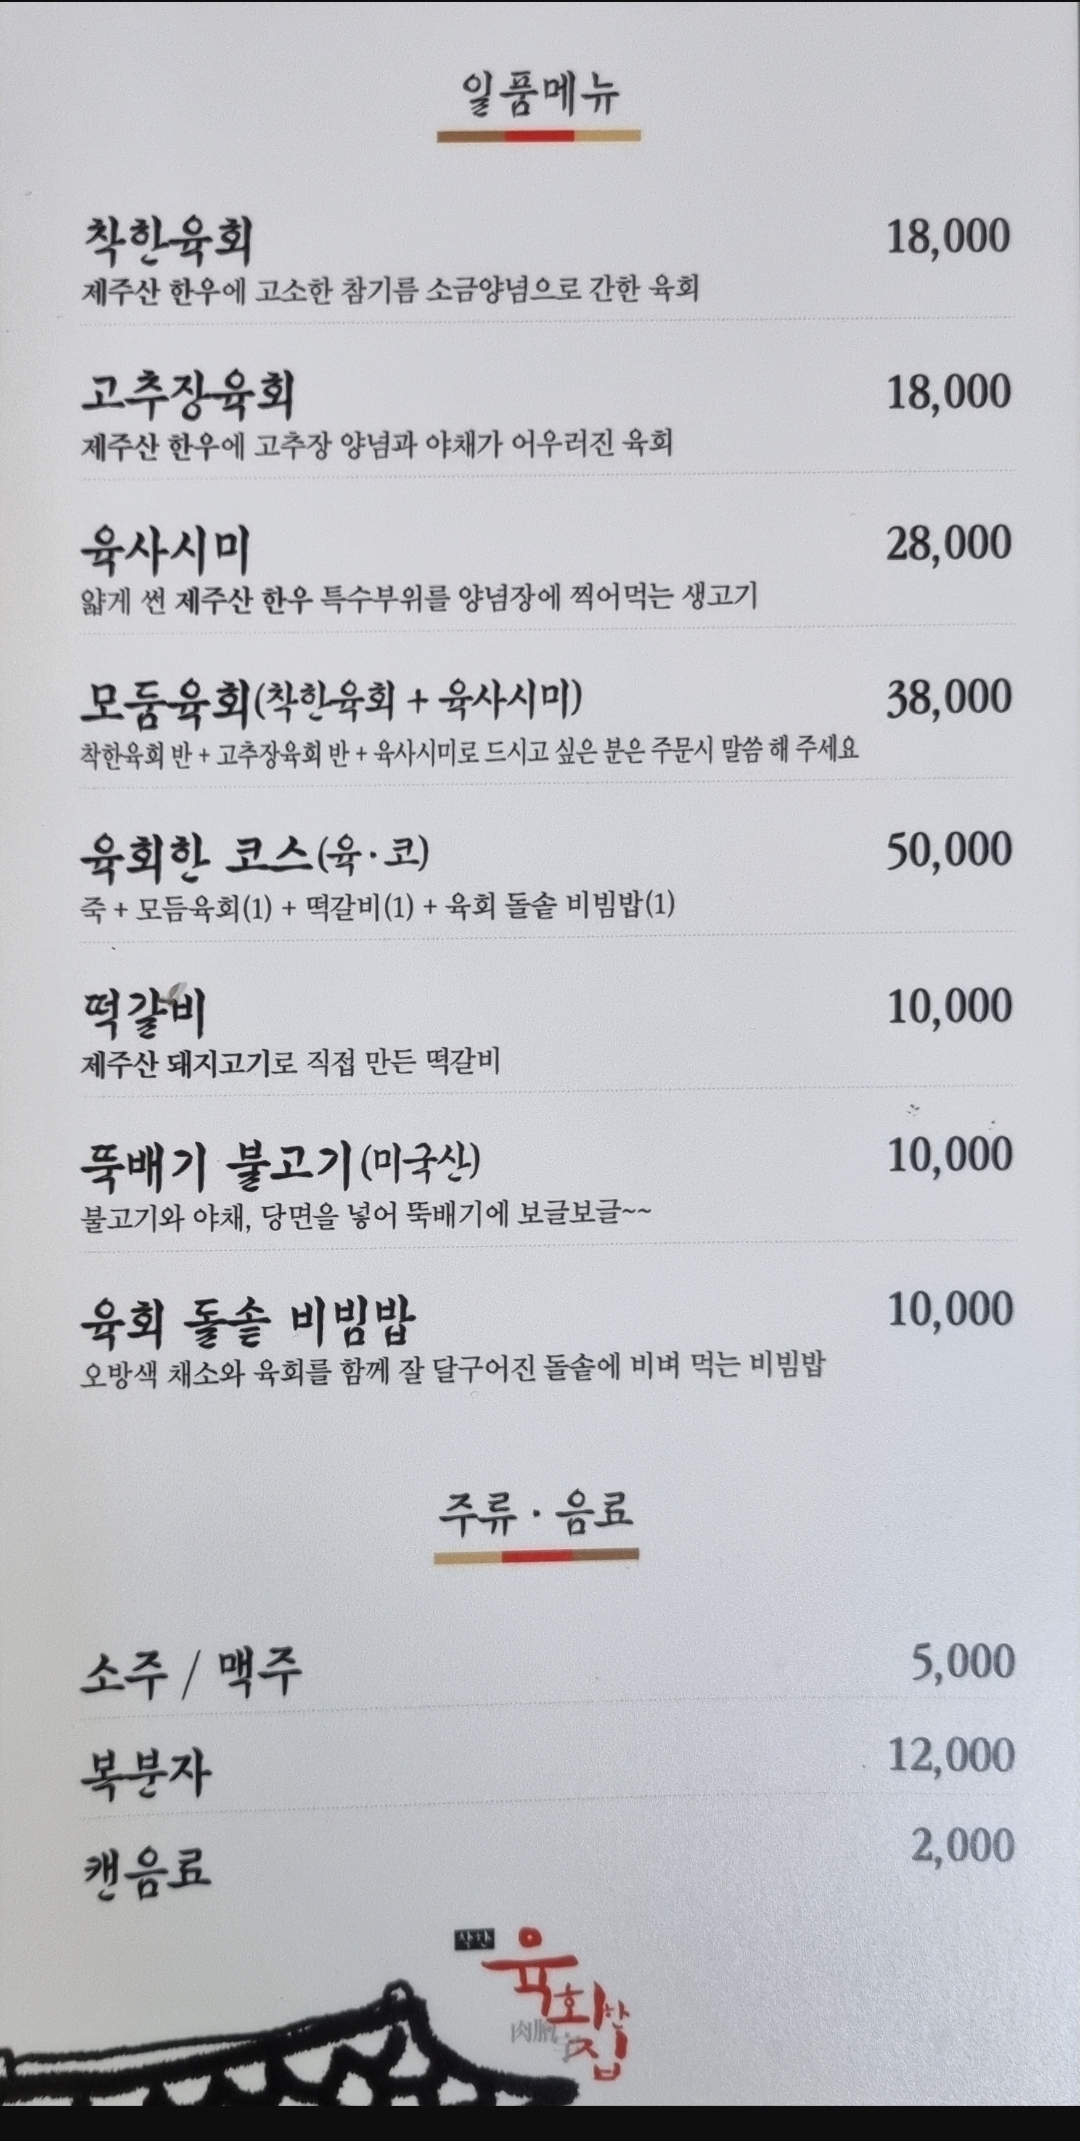 일품메뉴
착한육회 18,000
제주산 한우에 고소한 참기름 소금양념으로 간한 육회
고추장육회 18,000
제주산 한우에 고추장 양념과 야채가 어우러진 육회
육사시미 28,000
얇게 썬 제주산 한우 특수부위를 양념장에 찍어먹는 생고기
모둠육회(착한육회 + 육사시미) 38,000
착한육회 반 + 고추장육회 반 + 육사시미로 드시고 싶은 분은 주문시 말씀 해 주세요
육회한 코스(육·코) 50,000
죽 + 모듬육회(1) + 떡갈비(1) + 육회 돌솥 비빔밥(1)
떡갈비 10,000
제주산 돼지고기로 직접 만든 떡갈비
뚝배기 불고기(미국산) 10,000
불고기와 야채, 당면을 넣어 뚝배기에 보글보글~~
육회 돌솥 비빔밥 10,000
오방색 채소와 육회를 함께 잘 달구어진 돌솥에 비벼 먹는 비빔밥
주류 · 음료
소주 / 맥주 5,000
복분자 12,000
캔음료 2,000
착한
육회한
집